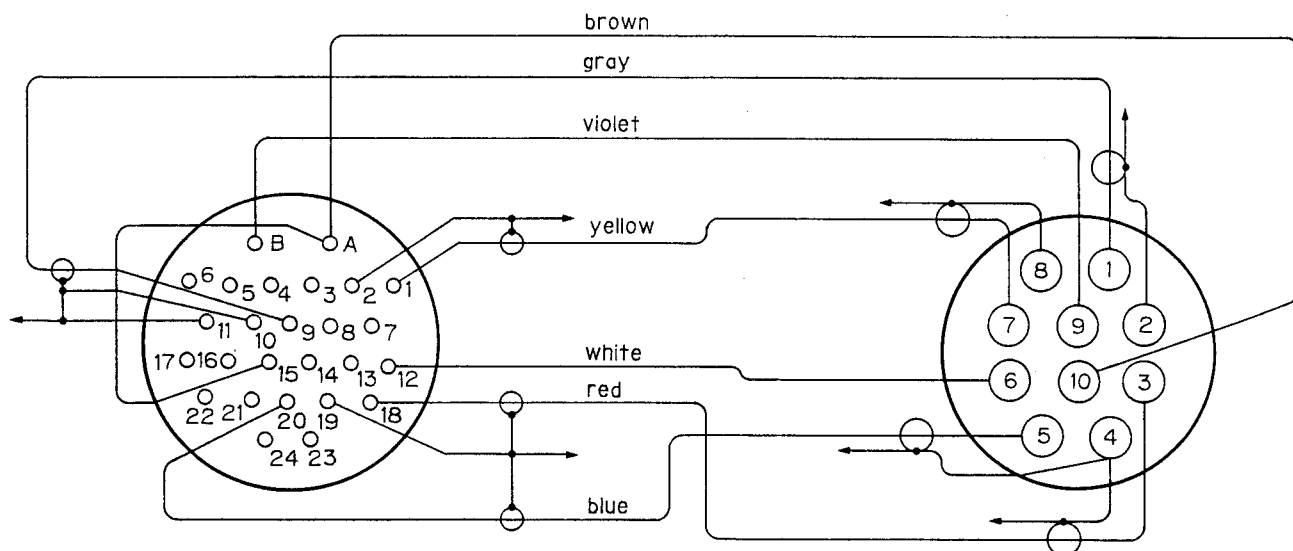 brown
gray
violet
B A
yellow
6 5 4 3 2 1
8 1
11 10 9 8 7
7 9 2
17 16 15 14 13 12
white
6 10 3
red
22 21 20 19 18
5 4
24 23
blue